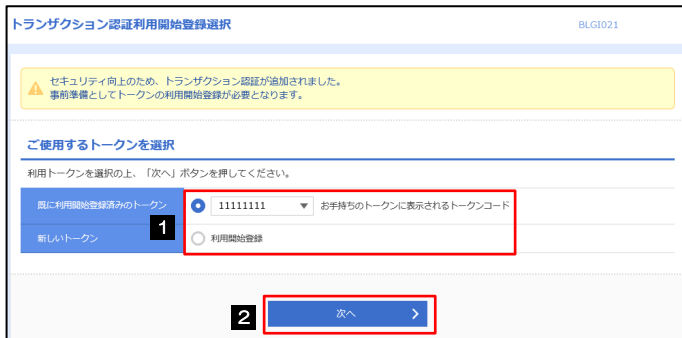 トランザクション認証利用開始登録選択
BLGI021
セキュリティ向上のため、トランザクション認証が追加されました。
事前準備としてトークンの利用開始登録が必要となります。
ご使用するトークンを選択
利用トークンを選択の上、「次へ」ボタンを押してください。
既に利用開始登録済みのトークン
11111111
お手持ちのトークンに表示されるトークンコード
1
新しいトークン
利用開始登録
2
次へ